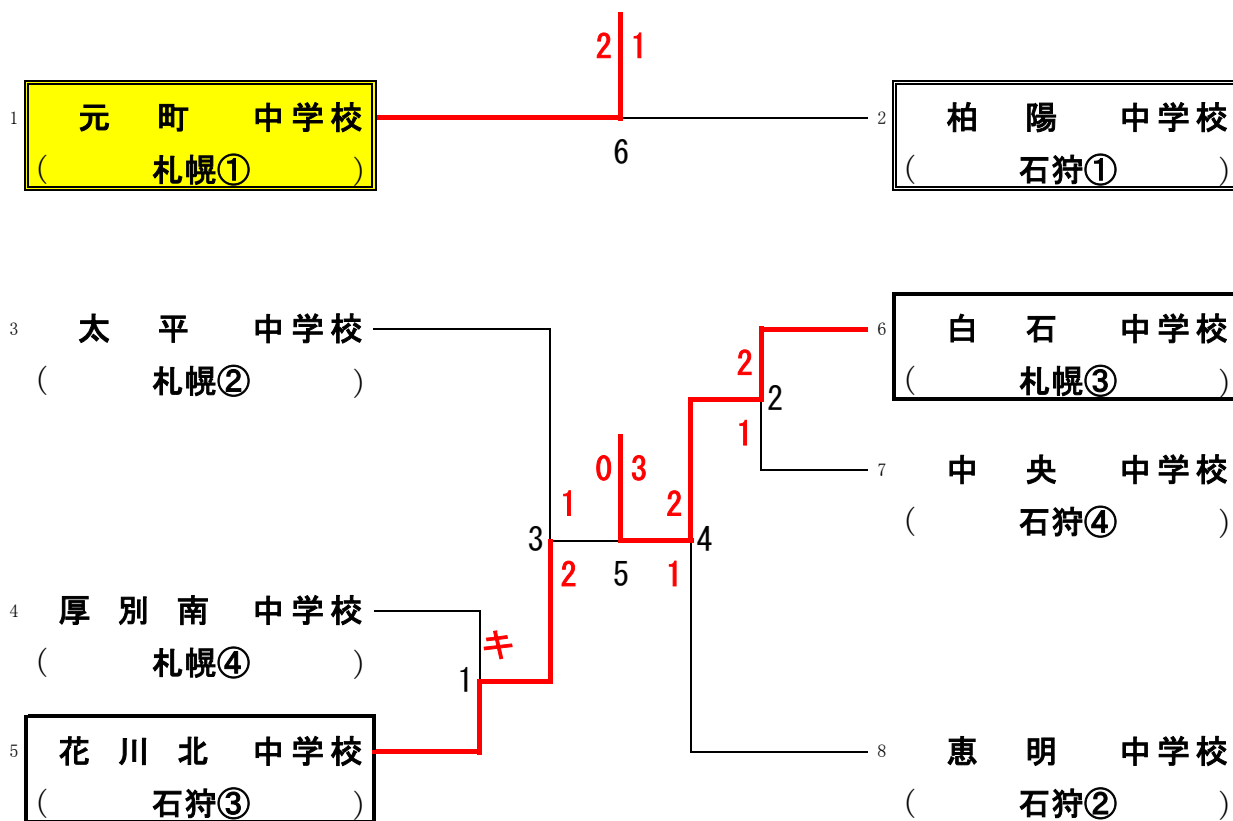 2 1
1 元町 中学校 2 柏陽 中学校
6
( 札幌① ) ( 石狩① )
3 太平 中学校 6 白石 中学校
2
( 札幌② ) ( 札幌③ )
2
1
0 3
7 中央 中学校
1 2
( 石狩④ )
3 4
2 5 1
4 厚別南 中学校
キ
( 札幌④ )
1
5 花川北 中学校 8 恵明 中学校
( 石狩③ ) ( 石狩② )